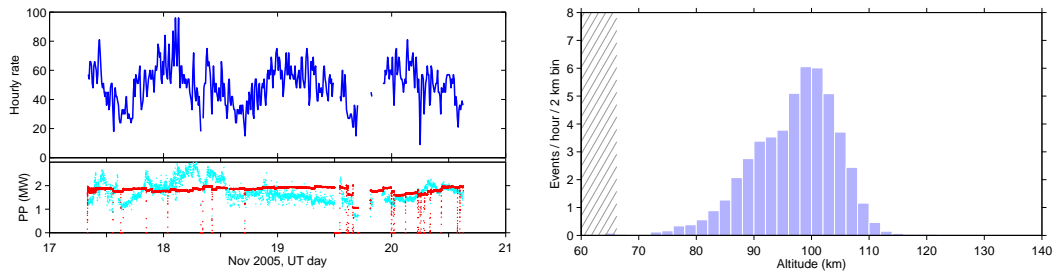 100
80
60
40
20
0
Hourly rate
2
1
0
PP (MW)
17 18 19 20 21
Nov 2005, UT day
8
7
6
5
4
3
2
1
0
Events / hour / 2 km bin
60 70 80 90 100 110 120 130 140
Altitude (km)